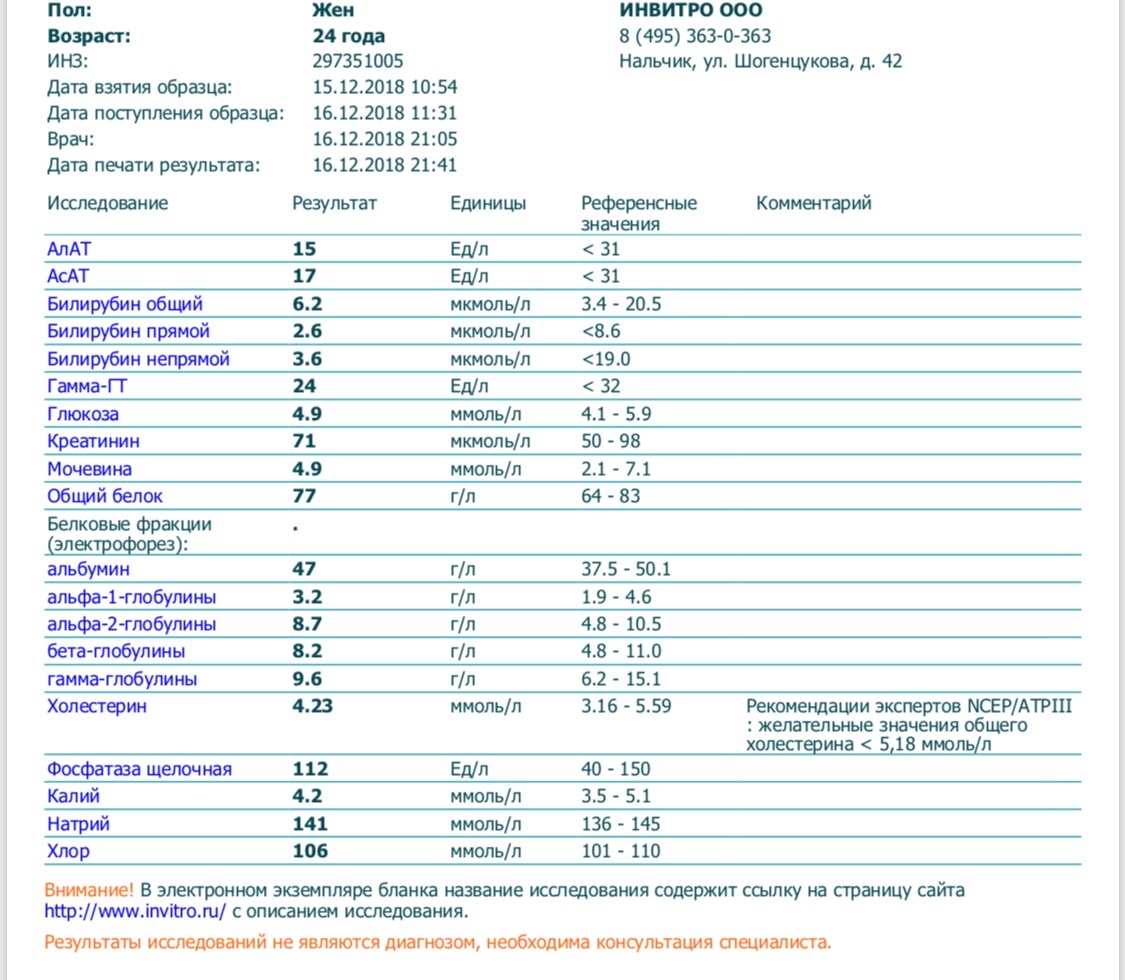 Пол: Жен ИНВИТРО ООО
Возраст: 24 года 8 (495) 363-0-363
ИНЗ: 297351005 Нальчик, ул. Шогенцукова, д. 42
Дата взятия образца: 15.12.2018 10:54
Дата поступления образца: 16.12.2018 11:31
Врач: 16.12.2018 21:05
Дата печати результата: 16.12.2018 21:41
Исследование Результат Единицы Референсные Комментарий
значения
АлАТ 15 Ед/л < 31
АсАТ 17 Ед/л < 31
Билирубин общий 6.2 мкмоль/л 3.4 - 20.5
Билирубин прямой 2.6 мкмоль/л <8.6
Билирубин непрямой 3.6 мкмоль/л <19.0
Гамма-ГТ 24 Ед/л < 32
Глюкоза 4.9 ммоль/л 4.1 - 5.9
Креатинин 71 мкмоль/л 50 - 98
Мочевина 4.9 ммоль/л 2.1 - 7.1
Общий белок 77 г/л 64 - 83
Белковые фракции .
(электрофорез):
альбумин 47 г/л 37.5 - 50.1
альфа-1-глобулины 3.2 г/л 1.9 - 4.6
альфа-2-глобулины 8.7 г/л 4.8 - 10.5
бета-глобулины 8.2 г/л 4.8 - 11.0
гамма-глобулины 9.6 г/л 6.2 - 15.1
Холестерин 4.23 ммоль/л 3.16 - 5.59 Рекомендации экспертов NCEP/ATPIII
: желательные значения общего
холестерина < 5,18 ммоль/л
Фосфатаза щелочная 112 Ед/л 40 - 150
Калий 4.2 ммоль/л 3.5 - 5.1
Натрий 141 ммоль/л 136 - 145
Хлор 106 ммоль/л 101 - 110
Внимание! В электронном экземпляре бланка название исследования содержит ссылку на страницу сайта
http://www.invitro.ru/ с описанием исследования.
Результаты исследований не являются диагнозом, необходима консультация специалиста.